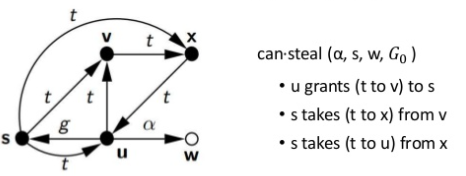 t
v
t
x
can·steal (α, s, w, G₀ )
t
t
t
• u grants (t to v) to s
s
g
α
• s takes (t to x) from v
t
u
w
• s takes (t to u) from x